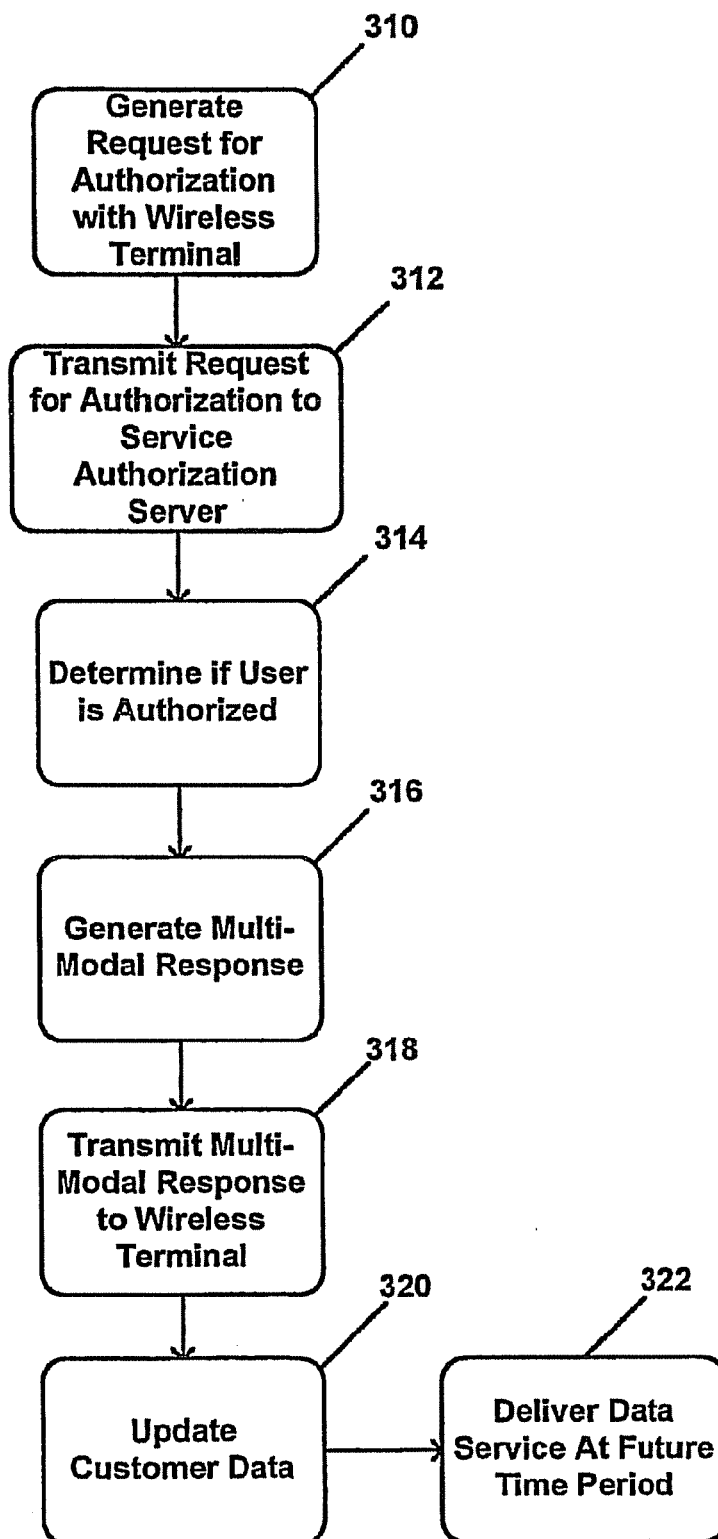 310
Generate
Request for
Authorization
with Wireless
Terminal
312
Transmit Request
for Authorization to
Service
Authorization
Server
314
Determine if User
is Authorized
316
Generate Multi-
Modal Response
318
Transmit Multi-
Modal Response
to Wireless
Terminal
320
Update
Customer Data
322
Deliver Data
Service At Future
Time Period